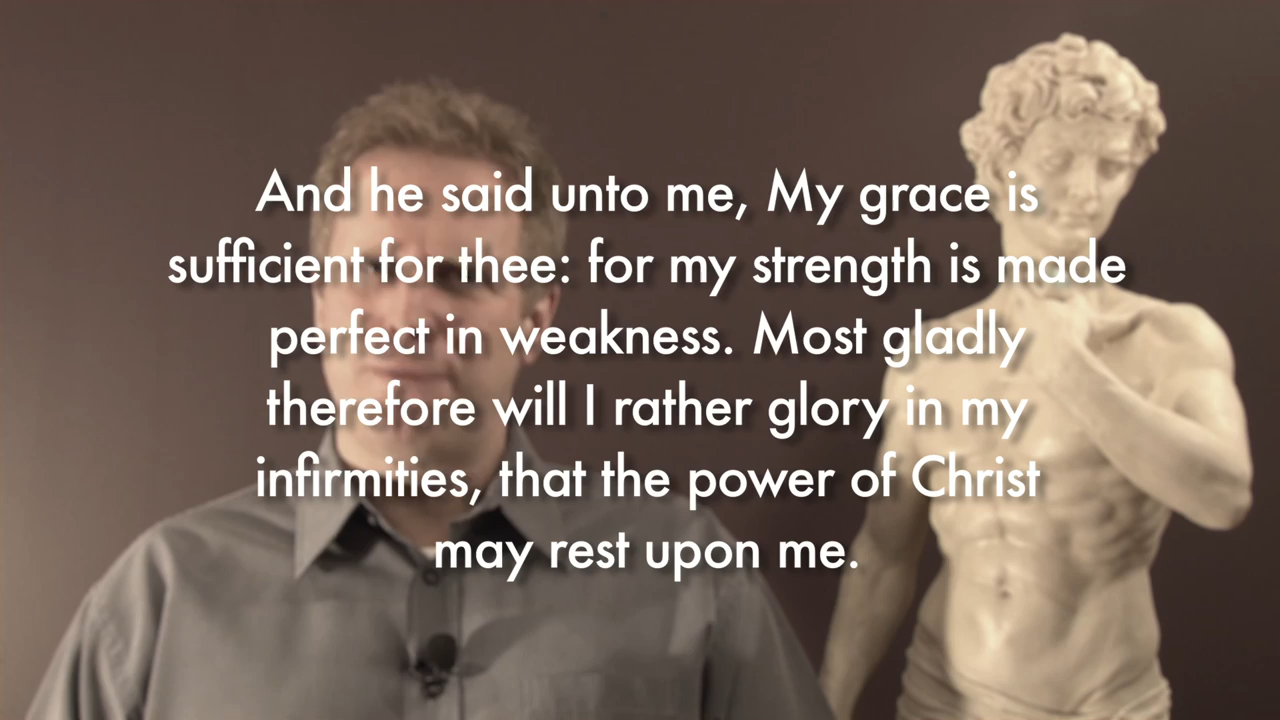 And he said unto me, My grace is
sufficient for thee: for my strength is made
perfect in weakness. Most gladly
therefore will I rather glory in my
infirmities, that the power of Christ
may rest upon me.